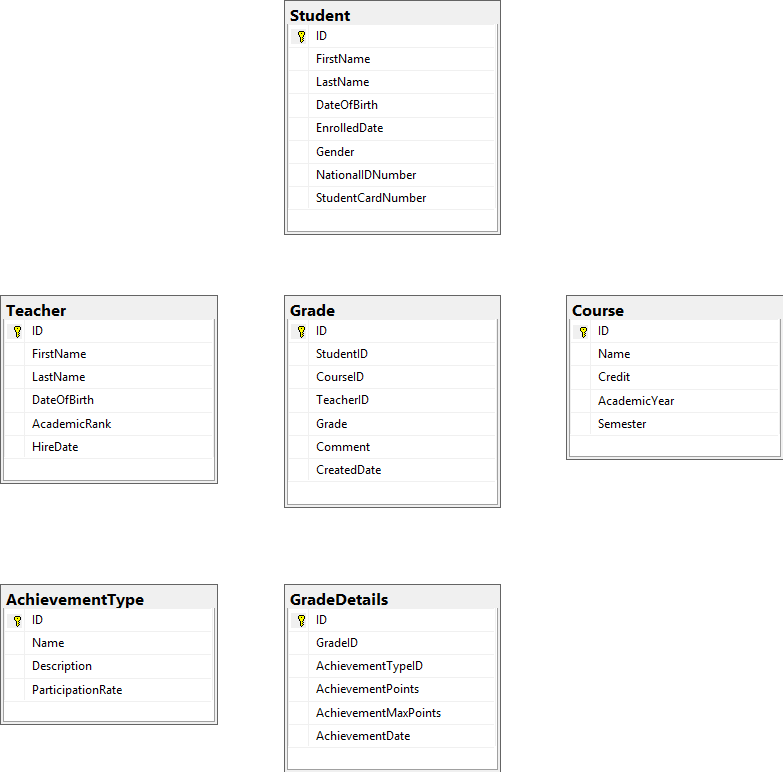 Student
ID
FirstName
LastName
DateOfBirth
EnrolledDate
Gender
NationalIDNumber
StudentCardNumber
Teacher
ID
FirstName
LastName
DateOfBirth
AcademicRank
HireDate
Grade
ID
StudentID
CourseID
TeacherID
Grade
Comment
CreatedDate
Course
ID
Name
Credit
AcademicYear
Semester
AchievementType
ID
Name
Description
ParticipationRate
GradeDetails
ID
GradeID
AchievementTypeID
AchievementPoints
AchievementMaxPoints
AchievementDate